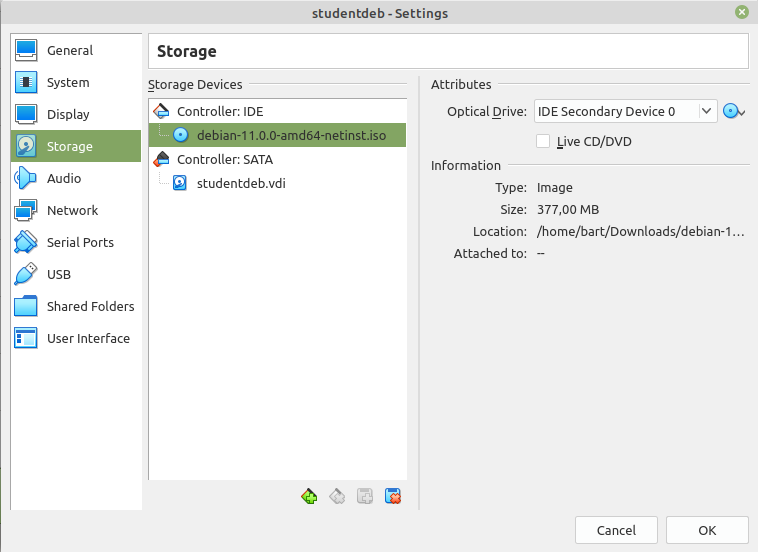 studentdeb - Settings
General
System
Display
Storage
Audio
Network
Serial Ports
USB
Shared Folders
User Interface
Storage
Storage Devices
Controller: IDE
debian-11.0.0-amd64-netinst.iso
Controller: SATA
studentdeb.vdi
Attributes
Optical Drive: IDE Secondary Device 0
Live CD/DVD
Information
Type: Image
Size: 377,00 MB
Location: /home/bart/Downloads/debian-1...
Attached to: --
Cancel
OK